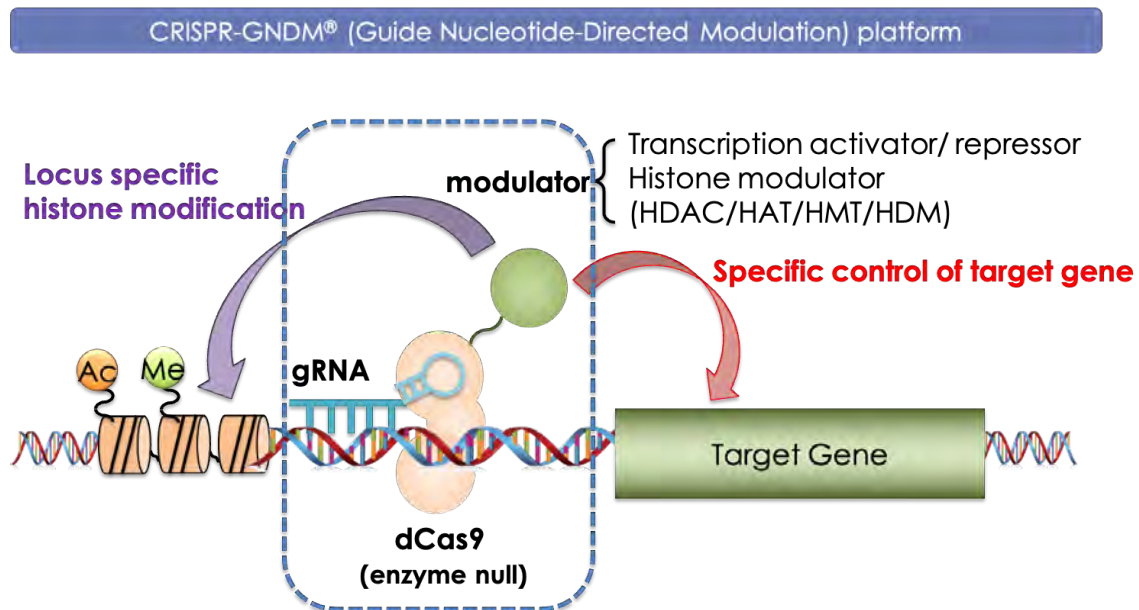 CRISPR-GNDM® (Guide Nucleotide-Directed Modulation) platform
Locus specific
histone modification
modulator
Transcription activator/ repressor
Histone modulator
(HDAC/HAT/HMT/HDM)
Specific control of target gene
Ac
Me
gRNA
Target Gene
dCas9
(enzyme null)